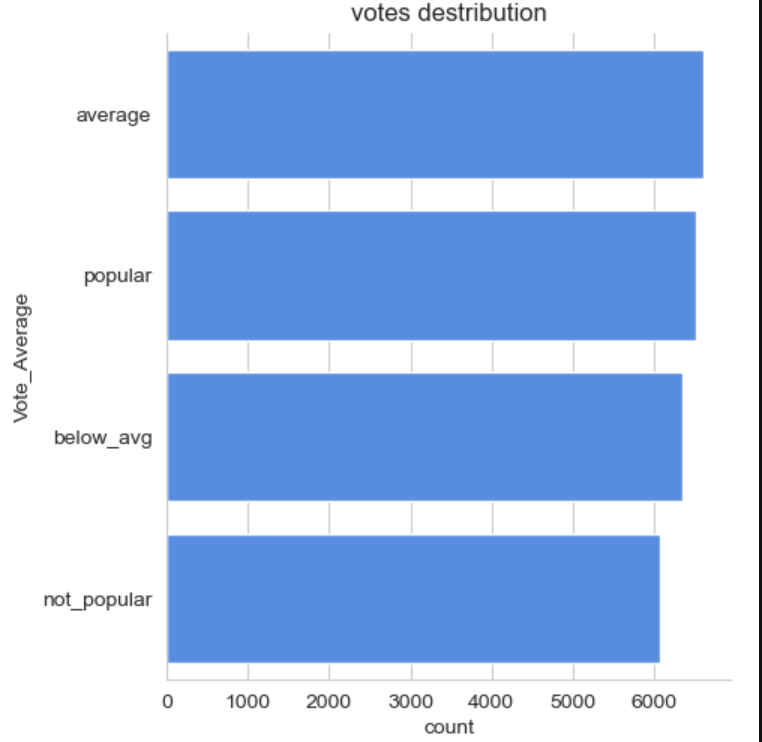 votes destribution
average
popular
below_avg
not_popular
Vote_Average
0 1000 2000 3000 4000 5000 6000
count